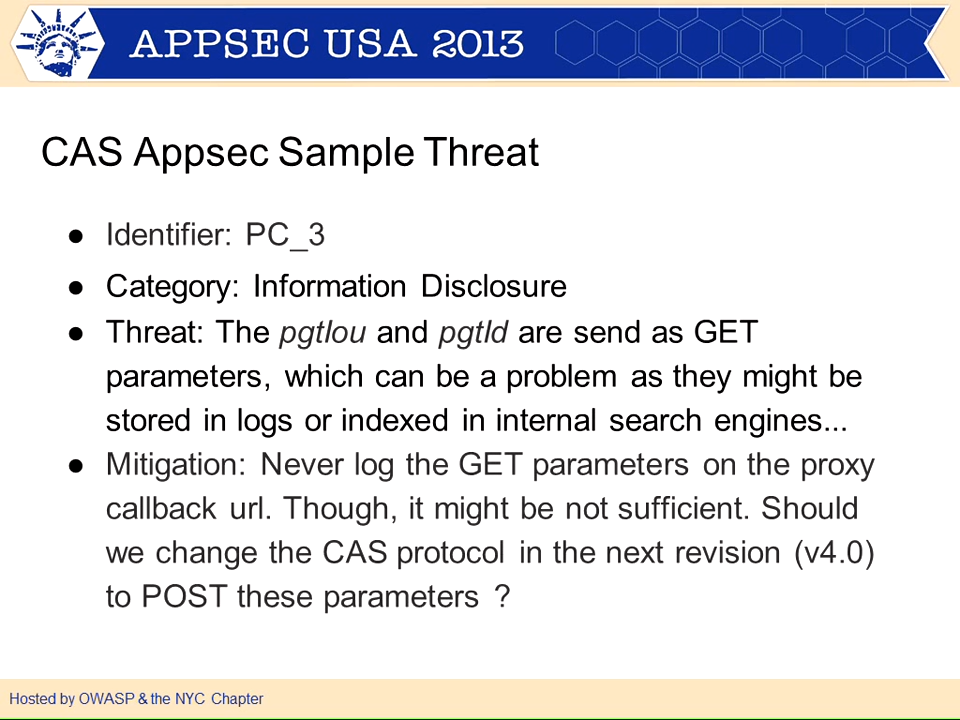 APPSEC USA 2013
CAS Appsec Sample Threat
● Identifier: PC_3
● Category: Information Disclosure
● Threat: The pgtIou and pgtId are send as GET
parameters, which can be a problem as they might be
stored in logs or indexed in internal search engines...
● Mitigation: Never log the GET parameters on the proxy
callback url. Though, it might be not sufficient. Should
we change the CAS protocol in the next revision (v4.0)
to POST these parameters ?
Hosted by OWASP & the NYC Chapter